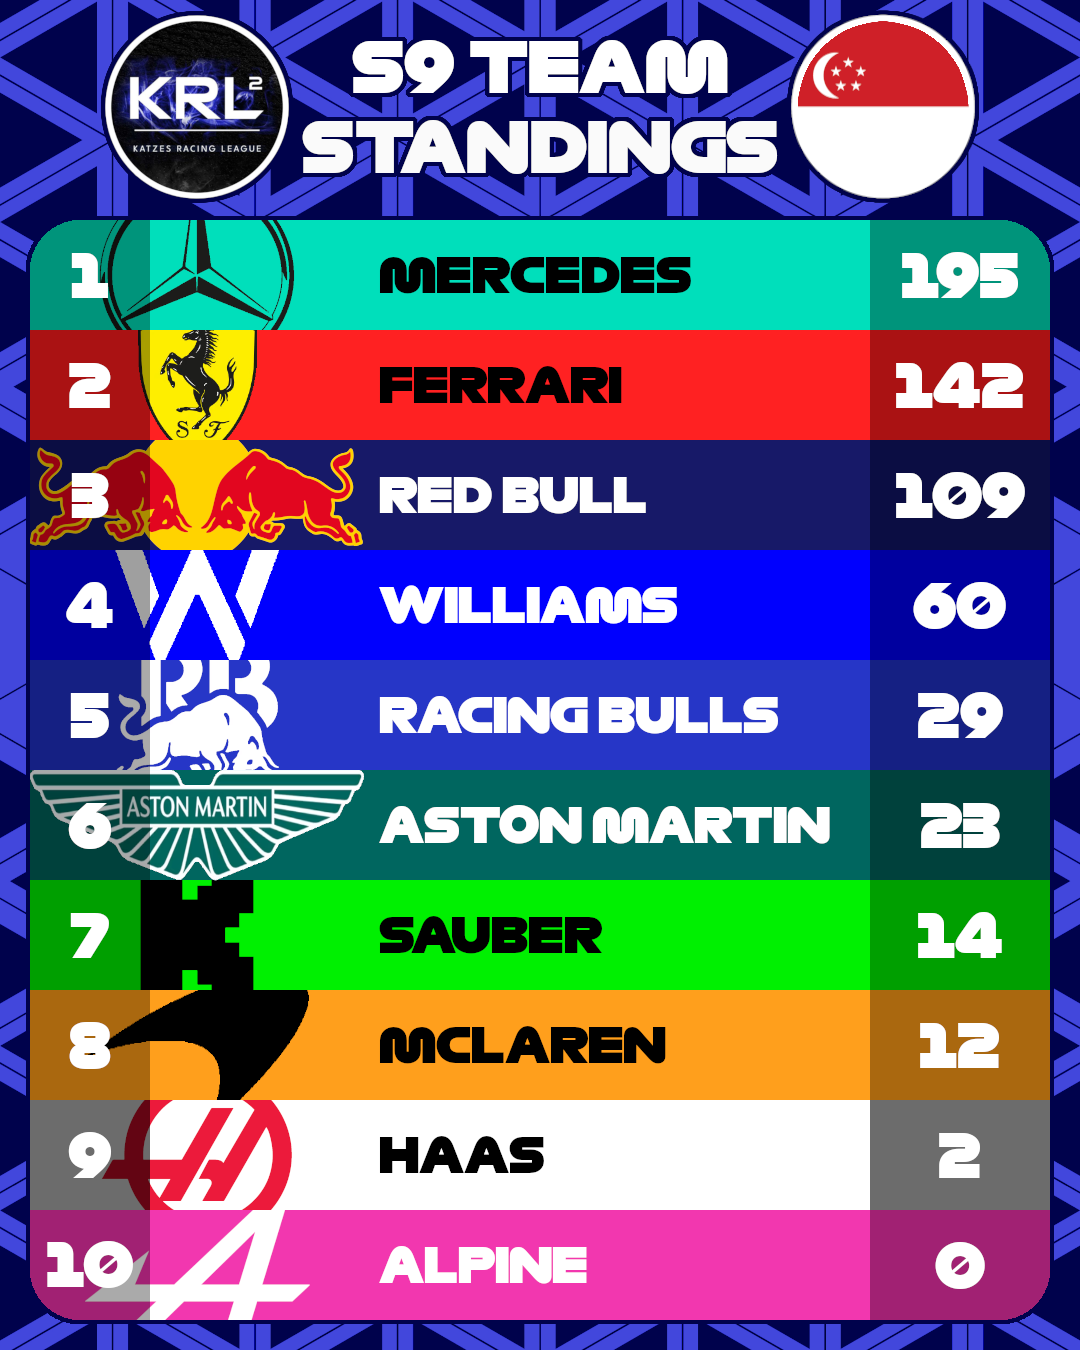 KRL²
KATZES RACING LEAGUE
S9 TEAM
STANDINGS
1 MERCEDES 195
S F
2 FERRARI 142
3 RED BULL 109
4 W WILLIAMS 60
RB
5 RACING BULLS 29
6 ASTON MARTIN ASTON MARTIN 23
7 K SAUBER 14
8 MCLAREN 12
9 H HAAS 2
10 A ALPINE 0